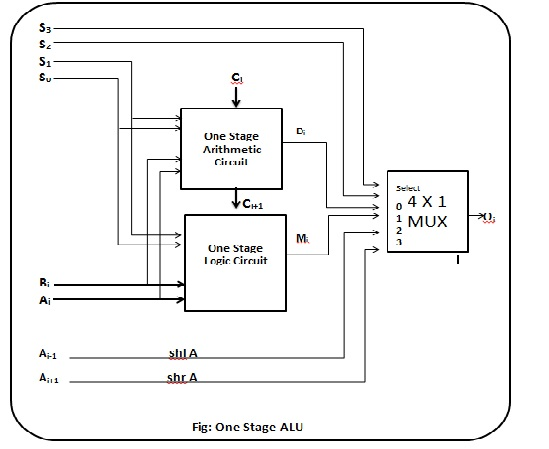 S3
S2
S1
S0
Ci
One Stage
Arithmetic
Circuit
Di
Ci+1
One Stage
Logic Circuit
Mi
Select
0
1
2
3
4 X 1
MUX
Oi
Bi
Ai
Ai-1
shl A
Ai+1
shr A
Fig: One Stage ALU